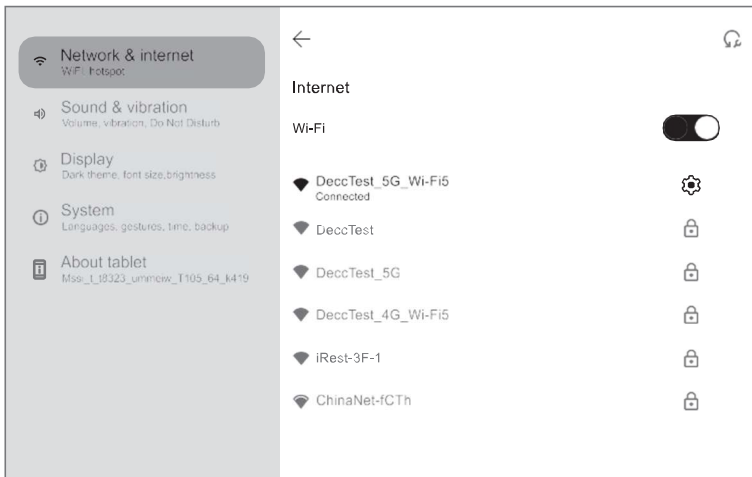 Network & internet
WiFi, hotspot
Sound & vibration
Volume, vibration, Do Not Disturb
Display
Dark theme, font size,brightness
System
Languages, gestures, time, backup
About tablet
Mssi_t_t8323_ummeiw_T105_64_k419
Internet
Wi-Fi
DeccTest_5G_Wi-Fi5
Connected
DeccTest
DeccTest_5G
DeccTest_4G_Wi-Fi5
iRest-3F-1
ChinaNet-fCTh